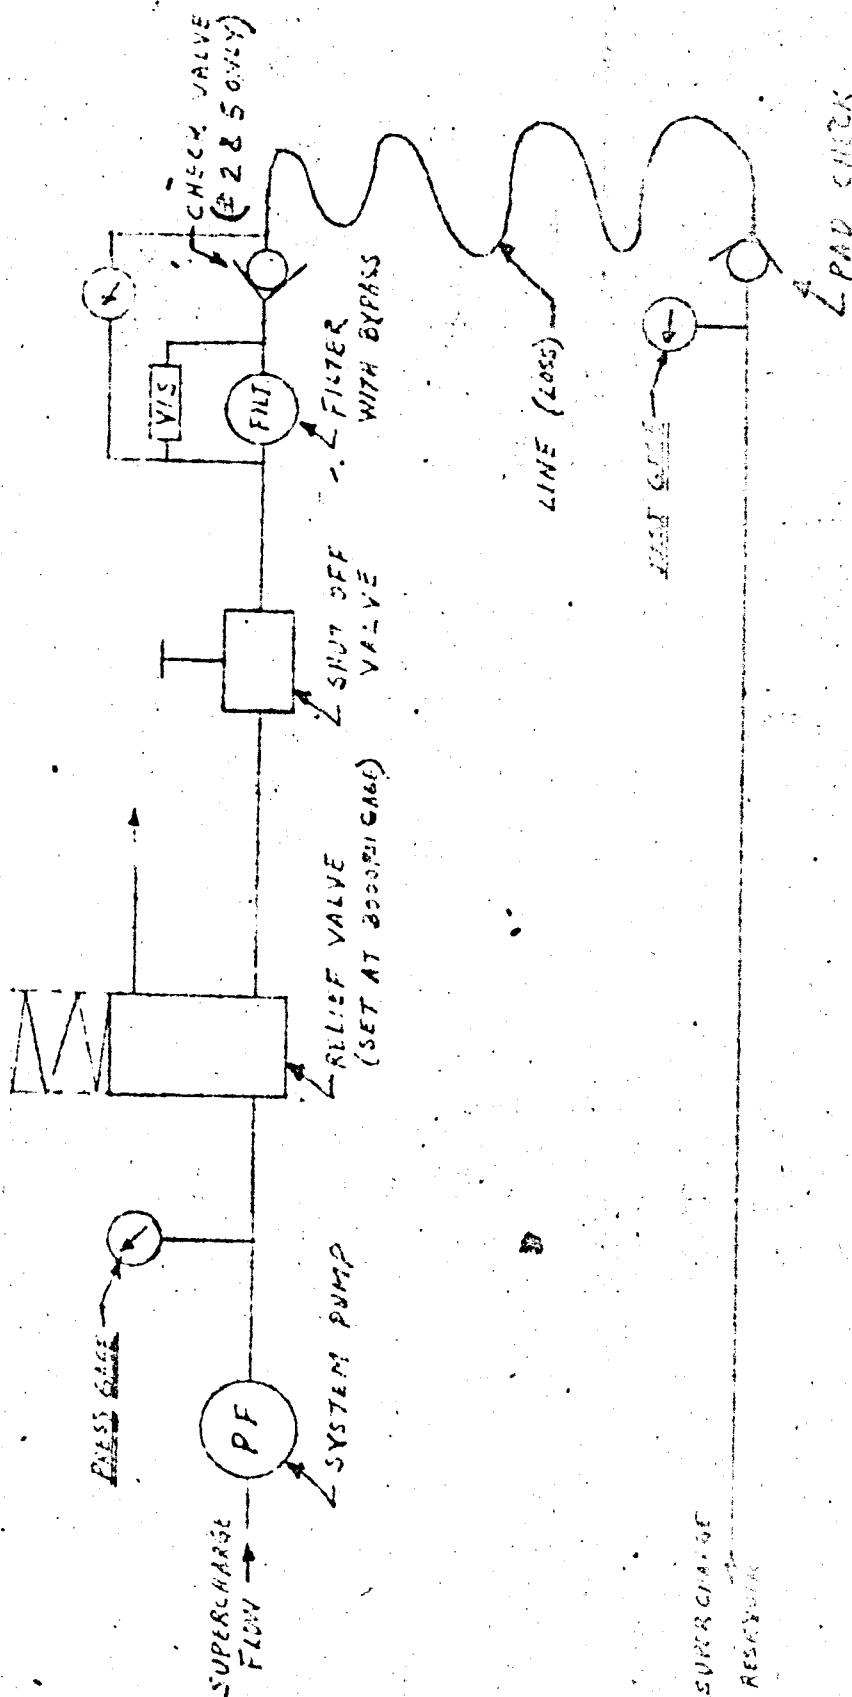 SUPERCHARGE
FLOW
PF
SYSTEM PUMP
PRESS GAGE
RELIEF VALVE
(SET AT 3000 PSI GAGE)
SHUT OFF
VALVE
FILT
VIS
FILTER
WITH BYPASS
CHECK VALVE
(# 2 & 5 ONLY)
LINE (LOSS)
PAD CHECK
SUPERCHARGE
RESERVOIR